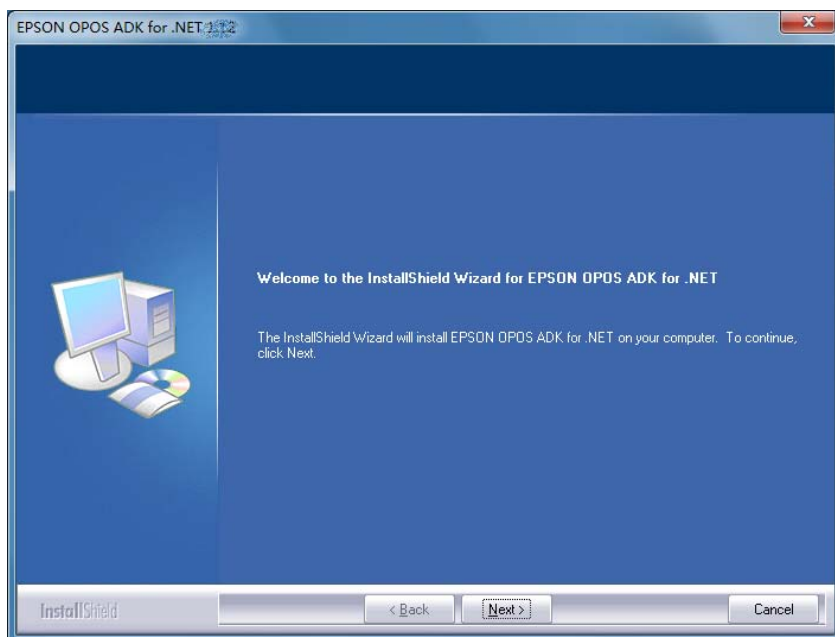 EPSON OPOS ADK for .NET
Welcome to the InstallShield Wizard for EPSON OPOS ADK for .NET
The InstallShield Wizard will install EPSON OPOS ADK for .NET on your computer. To continue,
click Next.
InstallShield
< Back
Next >
Cancel